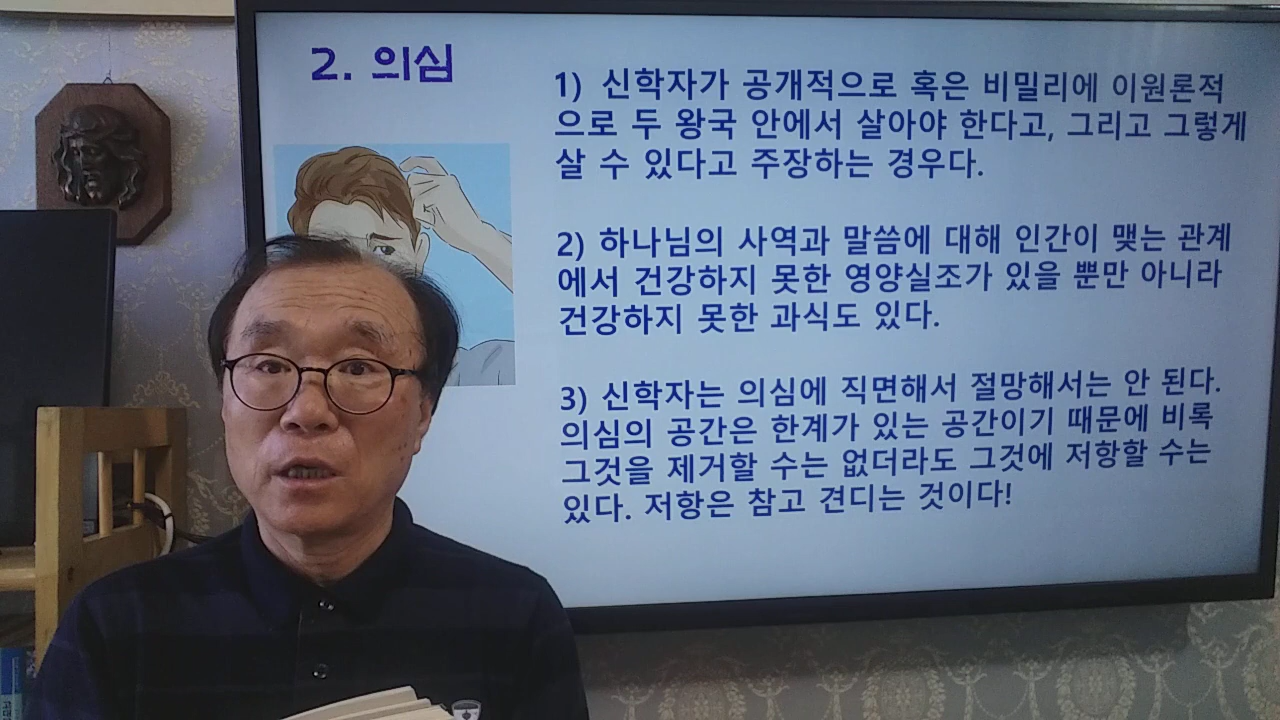 2. 의심
1) 신학자가 공개적으로 혹은 비밀리에 이원론적
으로 두 왕국 안에서 살아야 한다고, 그리고 그렇게
살 수 있다고 주장하는 경우다.
2) 하나님의 사역과 말씀에 대해 인간이 맺는 관계
에서 건강하지 못한 영양실조가 있을 뿐만 아니라
건강하지 못한 과식도 있다.
3) 신학자는 의심에 직면해서 절망해서는 안 된다.
의심의 공간은 한계가 있는 공간이기 때문에 비록
그것을 제거할 수는 없더라도 그것에 저항할 수는
있다. 저항은 참고 견디는 것이다!